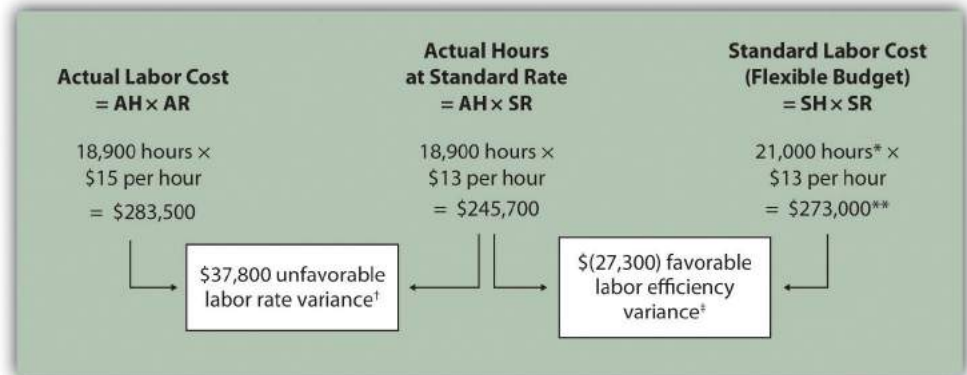 Actual Labor Cost
= AH × AR
18,900 hours ×
$15 per hour
= $283,500
Actual Hours
at Standard Rate
= AH × SR
18,900 hours ×
$13 per hour
= $245,700
Standard Labor Cost
(Flexible Budget)
= SH × SR
21,000 hours* ×
$13 per hour
= $273,000**
$37,800 unfavorable
labor rate variance†
$(27,300) favorable
labor efficiency
variance‡